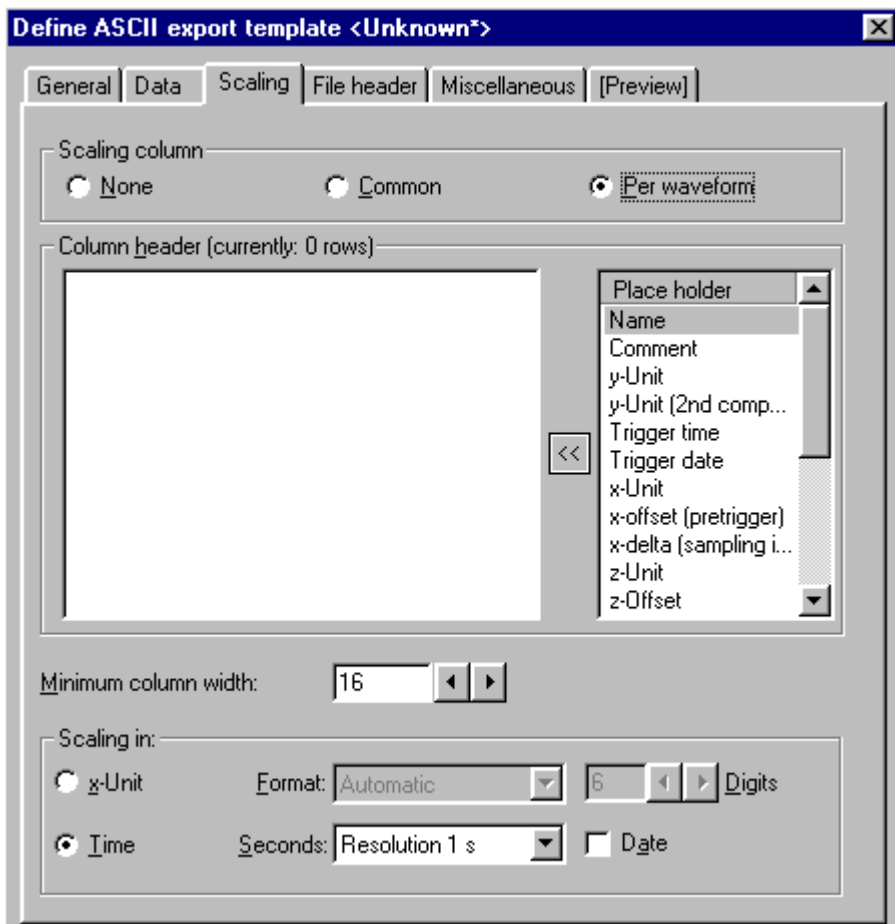 Define ASCII export template <Unknown*>
General Data Scaling File header Miscellaneous [Preview]
Scaling column
None Common Per waveform
Column header (currently: 0 rows)
Place holder
Name
Comment
y-Unit
y-Unit (2nd comp...
Trigger time
<<
Trigger date
x-Unit
x-offset (pretrigger)
x-delta (sampling i...
z-Unit
z-Offset
Minimum column width: 16
Scaling in:
x-Unit Format: Automatic 6 Digits
Time Seconds: Resolution 1 s Date